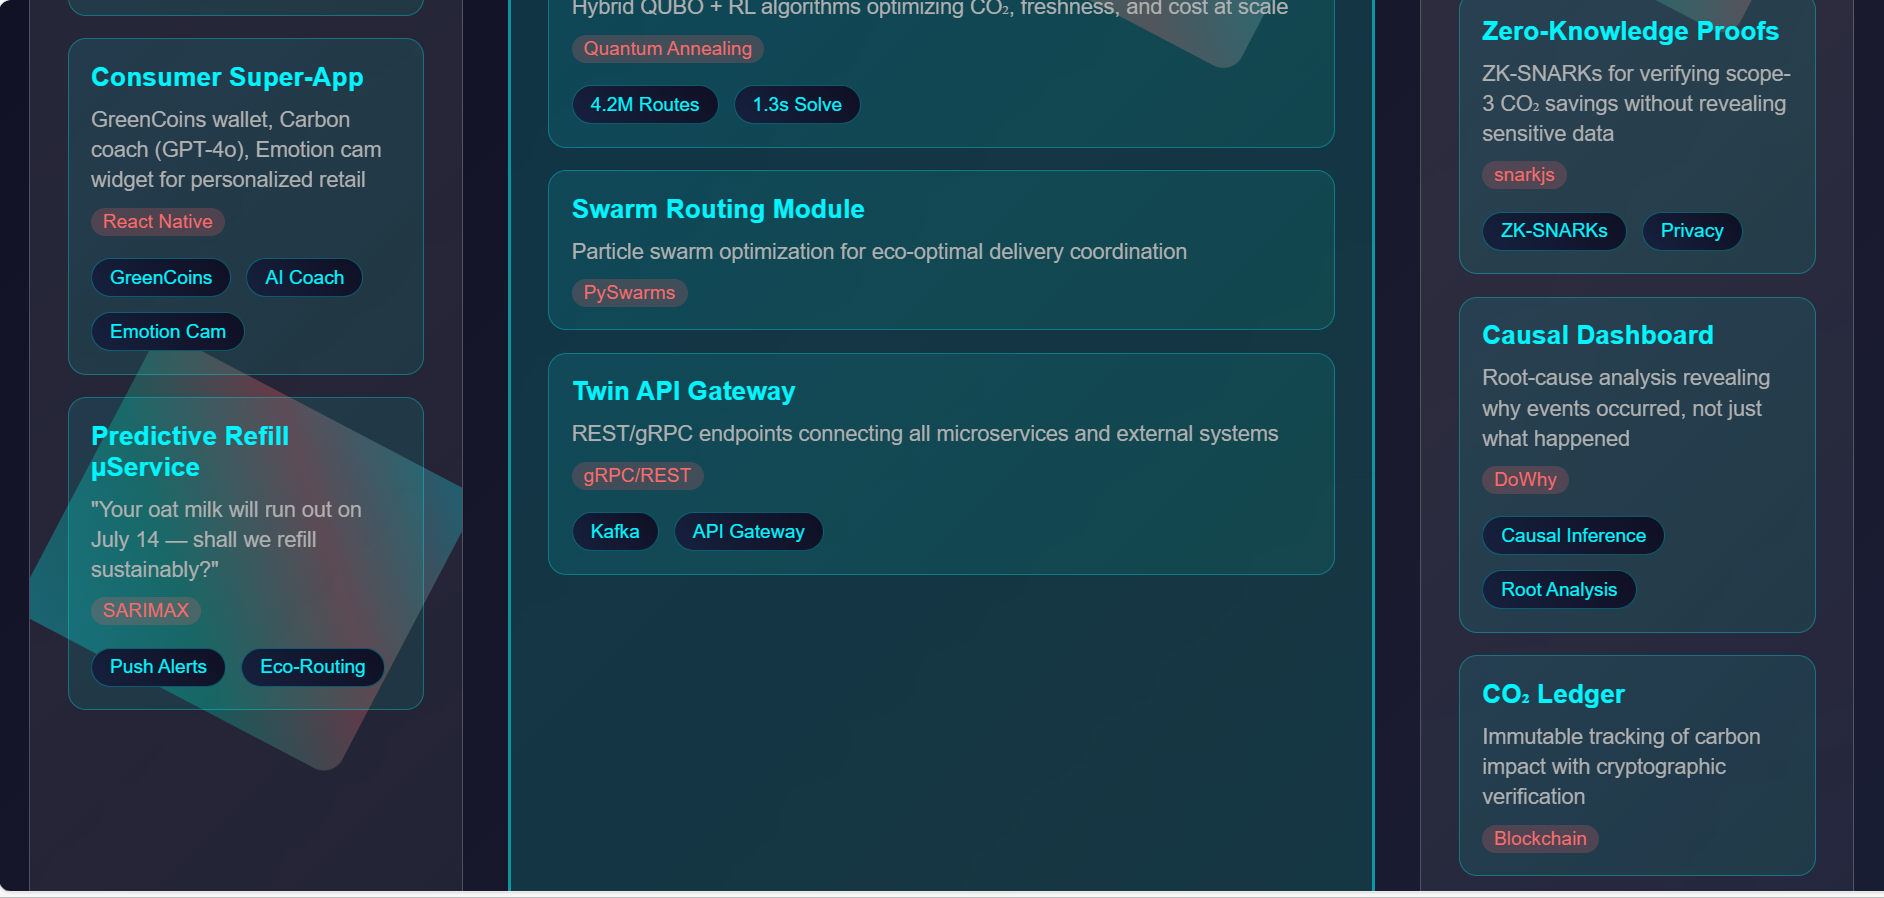 Consumer Super-App
GreenCoins wallet, Carbon
coach (GPT-4o), Emotion cam
widget for personalized retail
React Native
GreenCoins
AI Coach
Emotion Cam
Predictive Refill
µService
"Your oat milk will run out on
July 14 — shall we refill
sustainably?"
SARIMAX
Push Alerts
Eco-Routing
Hybrid QUBO + RL algorithms optimizing CO₂, freshness, and cost at scale
Quantum Annealing
4.2M Routes
1.3s Solve
Swarm Routing Module
Particle swarm optimization for eco-optimal delivery coordination
PySwarms
Twin API Gateway
REST/gRPC endpoints connecting all microservices and external systems
gRPC/REST
Kafka
API Gateway
Zero-Knowledge Proofs
ZK-SNARKs for verifying scope-
3 CO₂ savings without revealing
sensitive data
snarkjs
ZK-SNARKs
Privacy
Causal Dashboard
Root-cause analysis revealing
why events occurred, not just
what happened
DoWhy
Causal Inference
Root Analysis
CO₂ Ledger
Immutable tracking of carbon
impact with cryptographic
verification
Blockchain